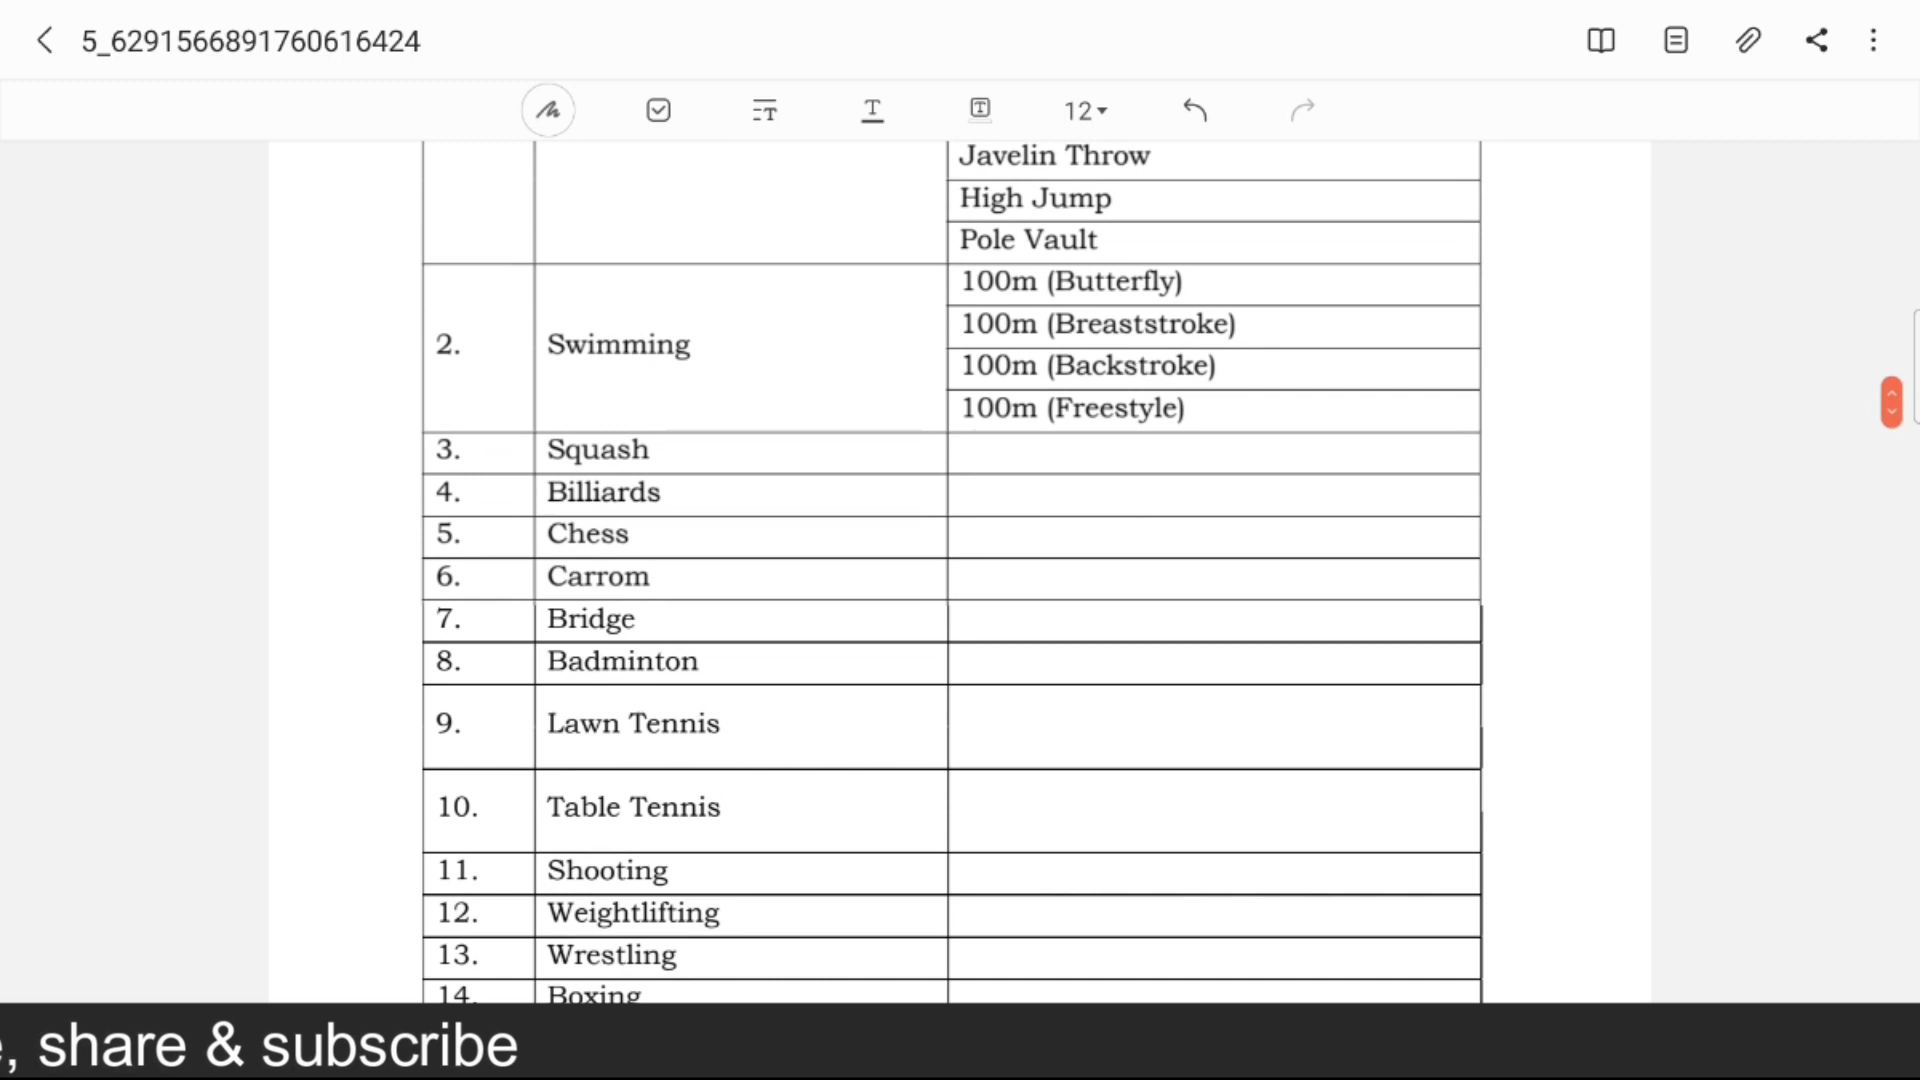 5_6291566891760616424
12
Javelin Throw
High Jump
Pole Vault
2. Swimming
100m (Butterfly)
100m (Breaststroke)
100m (Backstroke)
100m (Freestyle)
3. Squash
4. Billiards
5. Chess
6. Carrom
7. Bridge
8. Badminton
9. Lawn Tennis
10. Table Tennis
11. Shooting
12. Weightlifting
13. Wrestling
14. Boxing
, share & subscribe